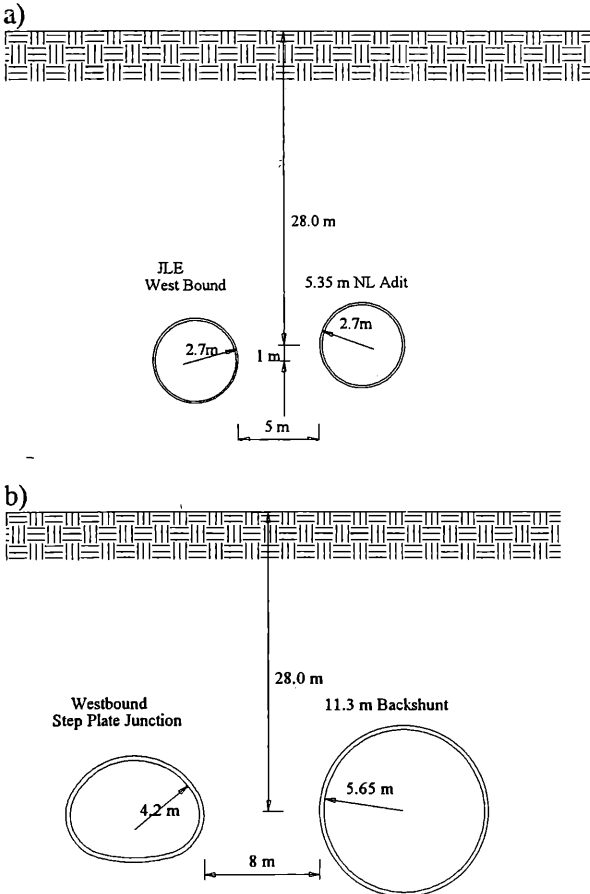 a)
28.0 m
JLE
West Bound
5.35 m NL Adit
2.7m
2.7m
1 m
5 m
b)
28.0 m
Westbound
Step Plate Junction
11.3 m Backshunt
4.2 m
5.65 m
8 m